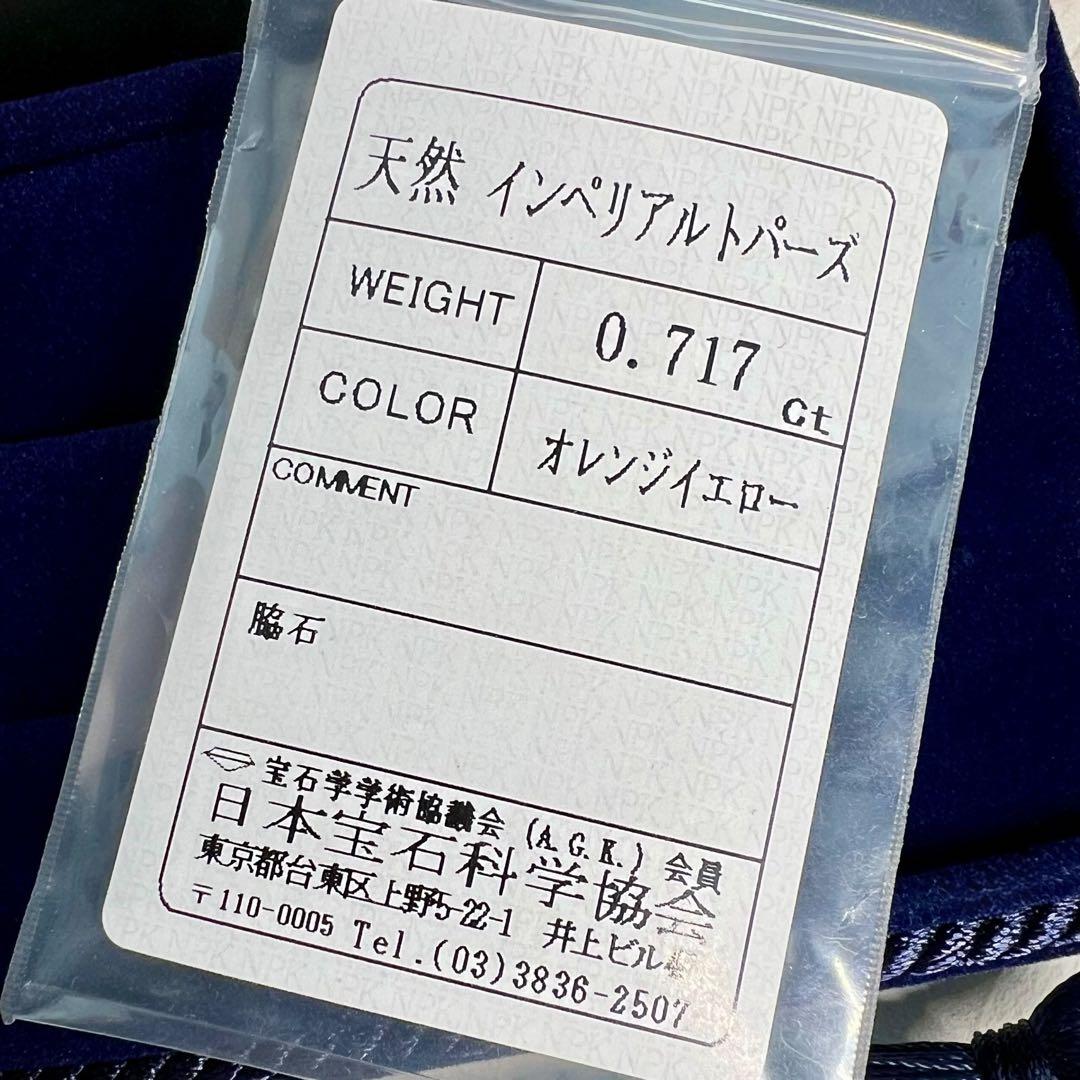 天然 インペリアルトパーズ
WEIGHT 0.717 ct
COLOR オレンジイエロー
COMMENT
脇石
宝石学学術協議会 (A.G.K.) 会員
日本宝石科学協会
東京都台東区上野5-22-1 井上ビル
〒110-0005 Tel.(03)3836-2507